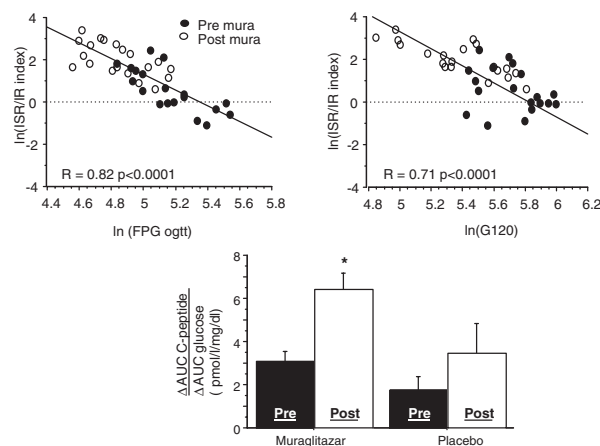 Pre mura
Post mura
4
2
0
-2
-4
ln(ISR/IR index)
R = 0.82 p<0.0001
4.4 4.6 4.8 5 5.2 5.4 5.6 5.8
ln (FPG ogtt)
4
2
0
-2
-4
ln(ISR/IR index)
R = 0.71 p<0.0001
4.8 5 5.2 5.6 5.4 5.8 6 6.2
ln(G120)
8
6
4
2
0
Δ AUC C-peptide
Δ AUC glucose
( pmol/l/mg/dl)
*
Pre Post Pre Post
Muraglitazar Placebo